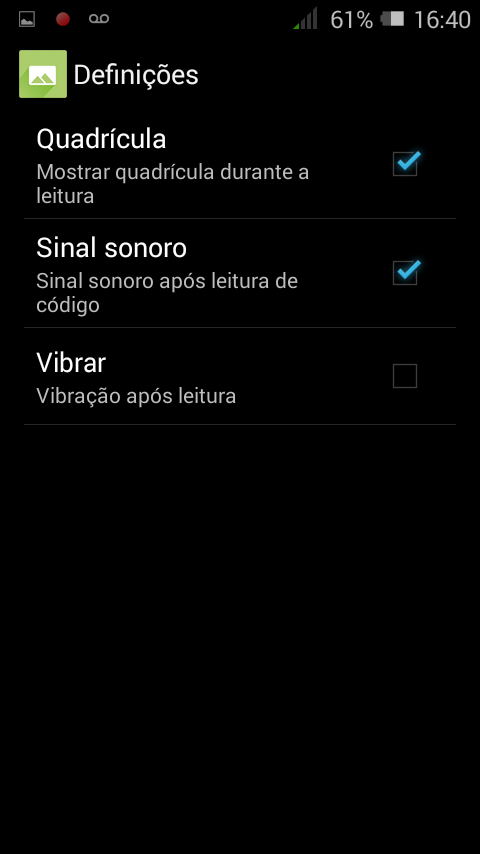 61% 16:40
Definições
Quadrícula
Mostrar quadrícula durante a
leitura
Sinal sonoro
Sinal sonoro após leitura de
código
Vibrar
Vibração após leitura